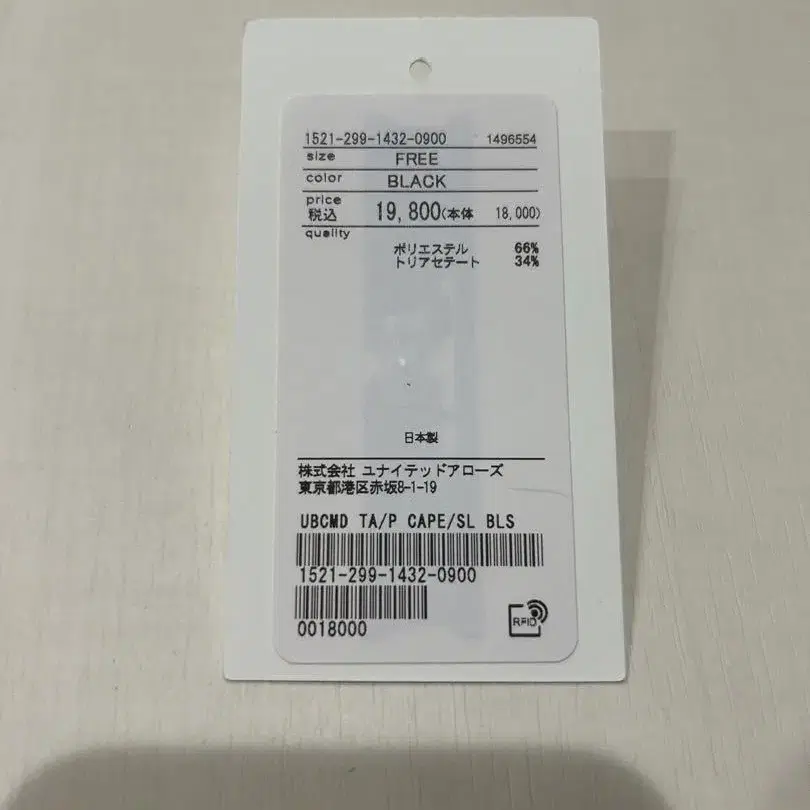 1521-299-1432-0900 1496554
size FREE
color BLACK
price
税込 19,800(本体 18,000)
quality
ポリエステル 66%
トリアセテート 34%
日本製
株式会社 ユナイテッドアローズ
東京都港区赤坂8-1-19
UBCMD TA/P CAPE/SL BLS
1521-299-1432-0900
0018000
RFID